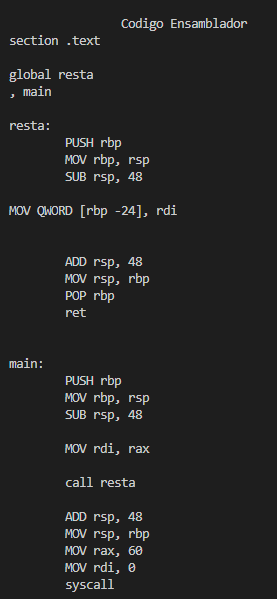 Codigo Ensamblador
section .text
global resta
, main
resta:
PUSH rbp
MOV rbp, rsp
SUB rsp, 48
MOV QWORD [rbp -24], rdi
ADD rsp, 48
MOV rsp, rbp
POP rbp
ret
main:
PUSH rbp
MOV rbp, rsp
SUB rsp, 48
MOV rdi, rax
call resta
ADD rsp, 48
MOV rsp, rbp
MOV rax, 60
MOV rdi, 0
syscall